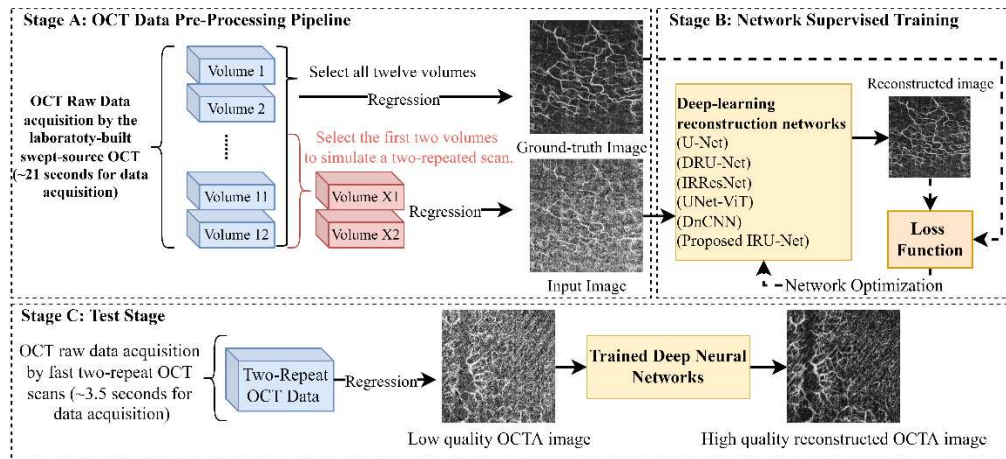 Stage A: OCT Data Pre-Processing Pipeline
OCT Raw Data
acquisition by the
laboratoty-built
swept-source OCT
(~21 seconds for data
acquisition)
Volume 1
Volume 2
Volume 11
Volume 12
Select all twelve volumes
Regression
Select the first two volumes
to simulate a two-repeated scan.
Volume X1
Volume X2
Regression
Ground-truth Image
Input Image
Stage B: Network Supervised Training
Deep-learning
reconstruction networks
(U-Net)
(DRU-Net)
(IRResNet)
(UNet-ViT)
(DnCNN)
(Proposed IRU-Net)
Reconstructed image
Loss
Function
Network Optimization
Stage C: Test Stage
OCT raw data acquisition
by fast two-repeat OCT
scans (~3.5 seconds for
data acquisition)
Two-Repeat
OCT Data
Regression
Low quality OCTA image
Trained Deep Neural
Networks
High quality reconstructed OCTA image